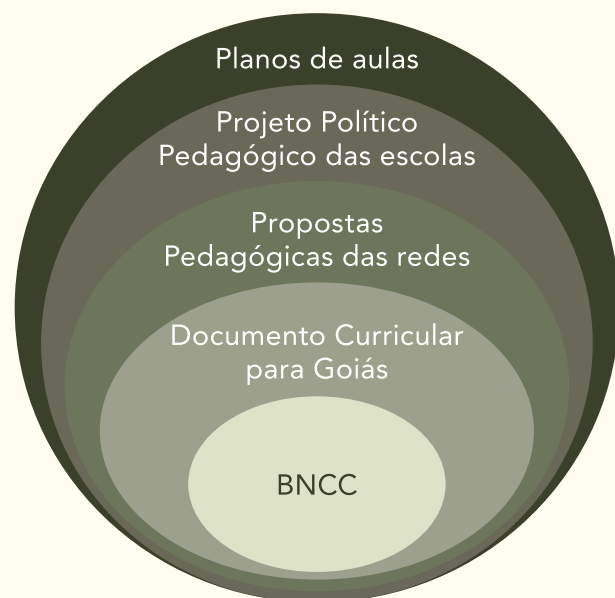 Planos de aulas
Projeto Político
Pedagógico das escolas
Propostas
Pedagógicas das redes
Documento Curricular
para Goiás
BNCC